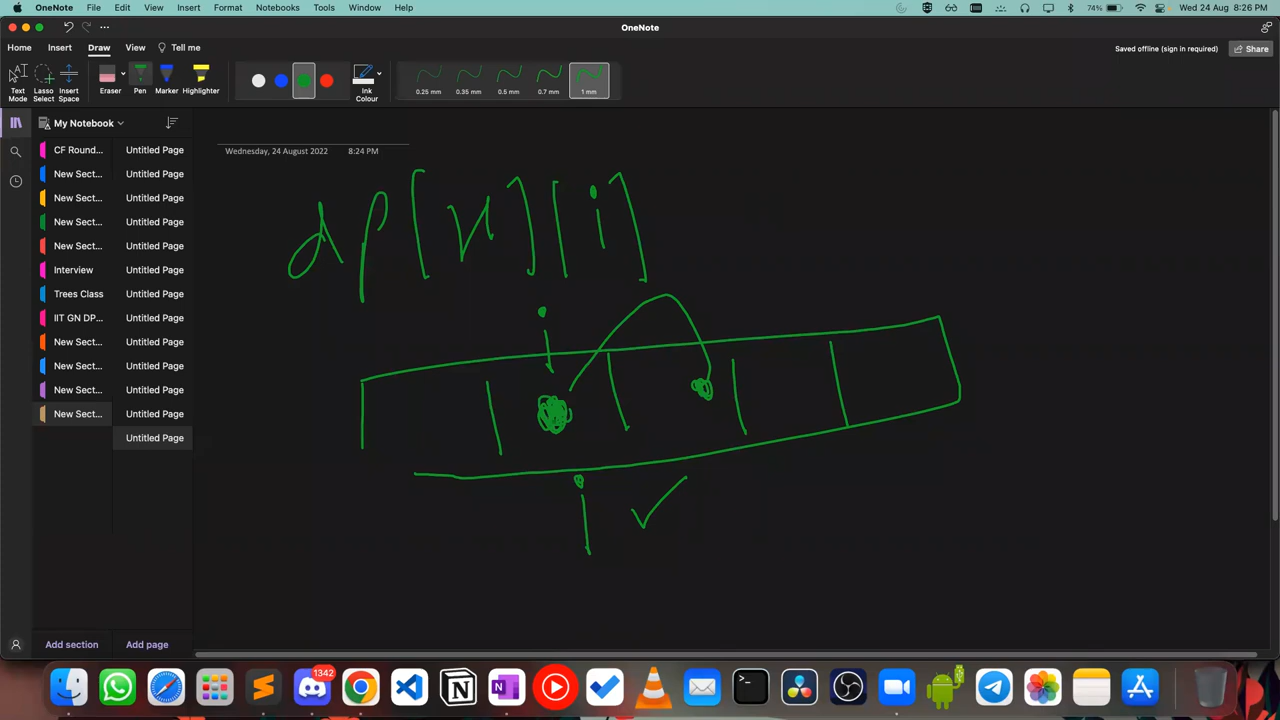 OneNote File Edit View Insert Format Notebooks Tools Window Help 74% Wed 24 Aug 8:26 PM
OneNote
Home Insert Draw View Tell me Saved offline (sign in required) Share
Text Mode
Lasso Select
Insert Space
Eraser
Pen
Marker
Highlighter
Ink Colour
0.25 mm
0.35 mm
0.5 mm
0.7 mm
1 mm
My Notebook
CF Round... Untitled Page
New Sect... Untitled Page
New Sect... Untitled Page
New Sect... Untitled Page
New Sect... Untitled Page
Interview Untitled Page
Trees Class Untitled Page
IIT GN DP... Untitled Page
New Sect... Untitled Page
New Sect... Untitled Page
New Sect... Untitled Page
New Sect... Untitled Page
Untitled Page
Wednesday, 24 August 2022 8:24 PM
i
i ✓
Add section Add page
1342